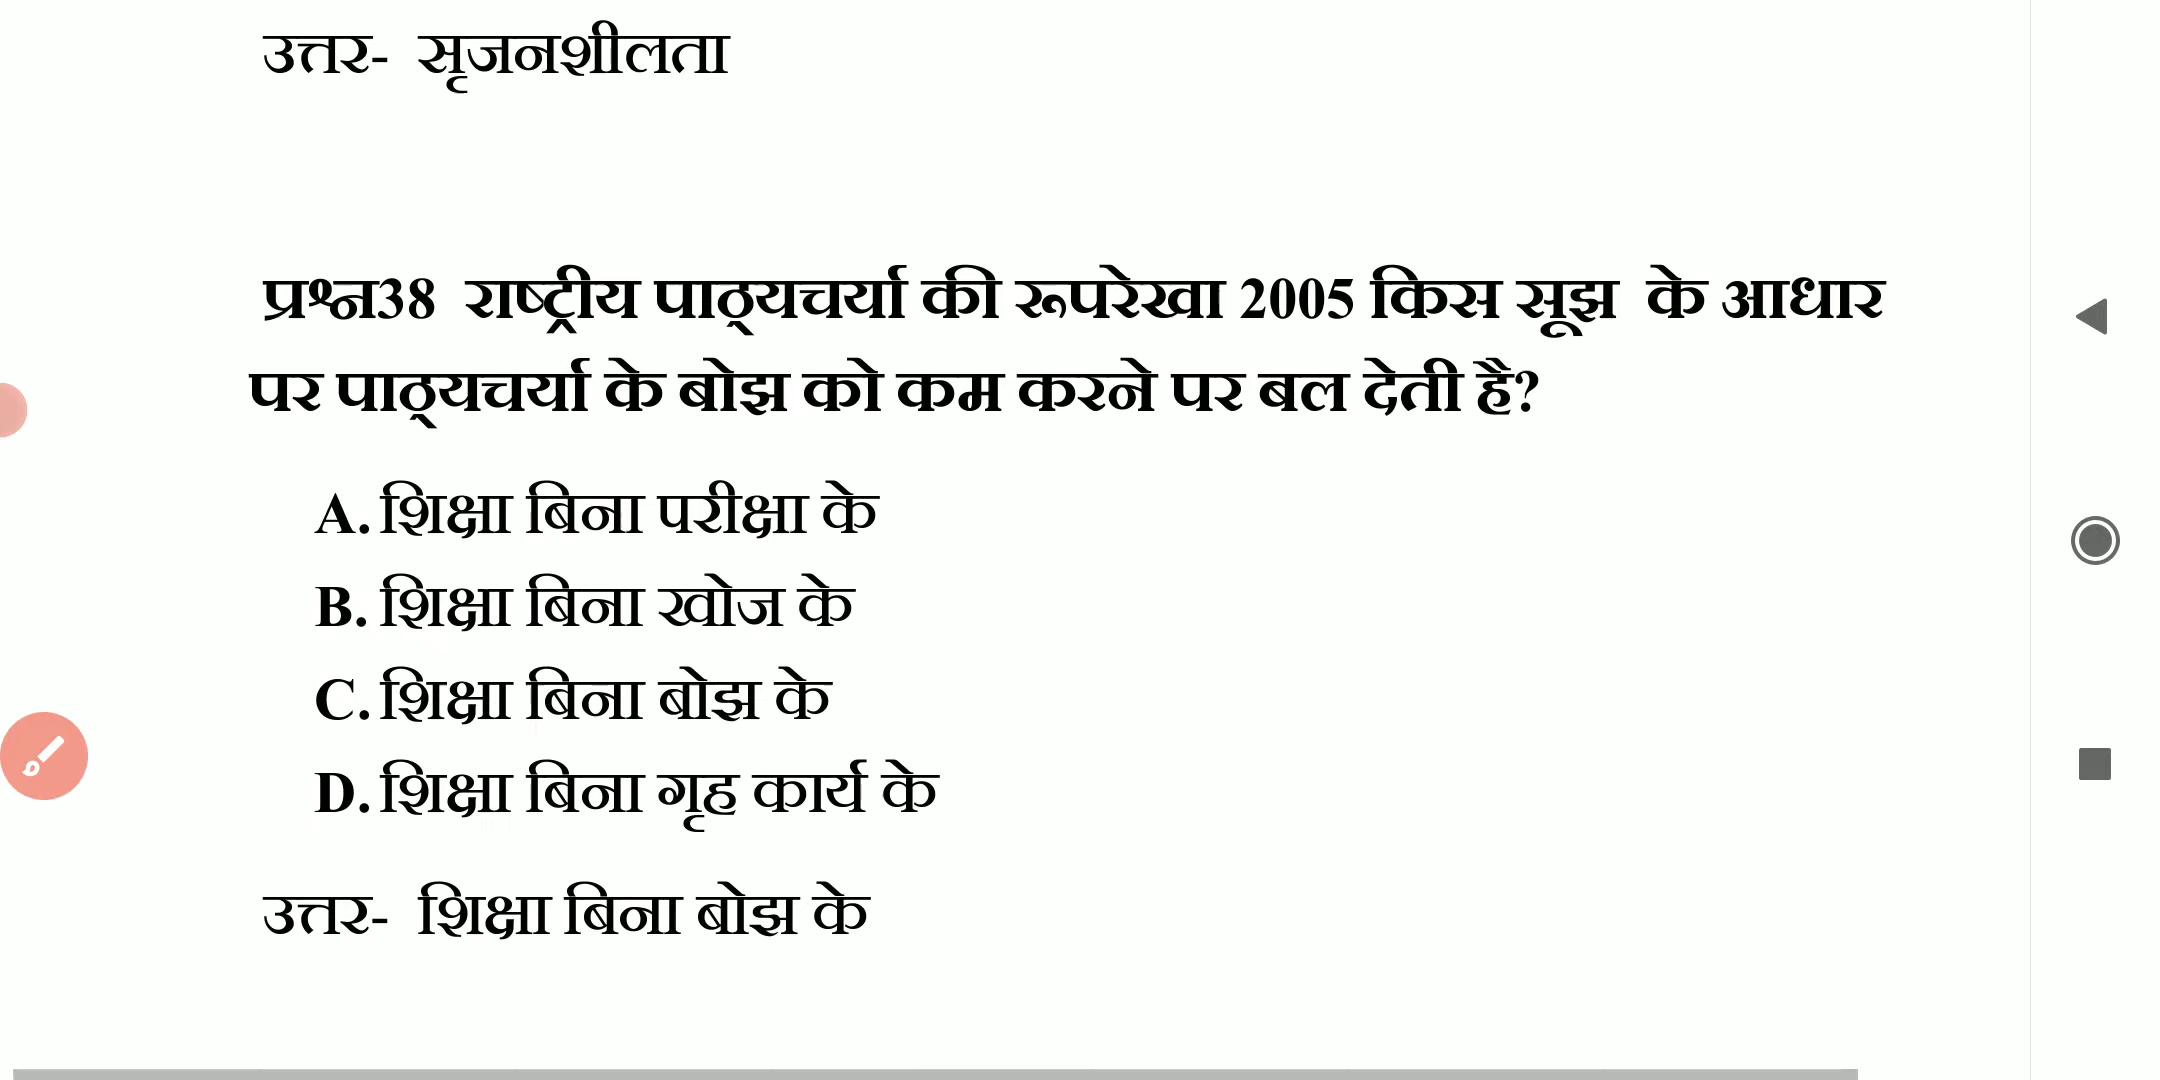 उत्तर- सृजनशीलता
प्रश्न38 राष्ट्रीय पाठ्यचर्या की रूपरेखा 2005 किस सूझ के आधार
पर पाठ्यचर्या के बोझ को कम करने पर बल देती है?
A. शिक्षा बिना परीक्षा के
B. शिक्षा बिना खोज के
C. शिक्षा बिना बोझ के
D. शिक्षा बिना गृह कार्य के
उत्तर- शिक्षा बिना बोझ के